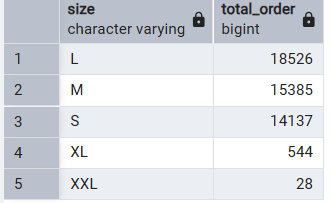 size total_order
character varying bigint
1 L 18526
2 M 15385
3 S 14137
4 XL 544
5 XXL 28